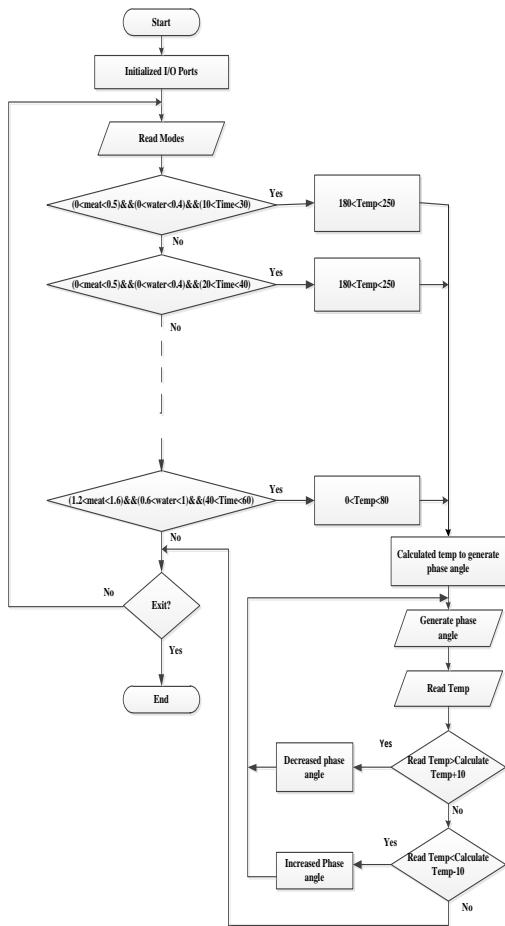 Start
Initialized I/O Ports
Read Modes
(0<meat<0.5)&&(0<water<0.4)&&(10<Time<30)
Yes
180<Temp<250
No
(0<meat<0.5)&&(0<water<0.4)&&(20<Time<40)
Yes
180<Temp<250
No
(1.2<meat<1.6)&&(0.6<water<1)&&(40<Time<60)
Yes
0<Temp<80
No
Calculated temp to generate
phase angle
Exit?
No
Yes
End
Generate phase
angle
Read Temp
Read Temp>Calculate
Temp+10
Yes
Decreased phase
angle
No
Read Temp<Calculate
Temp-10
Yes
Increased Phase
angle
No